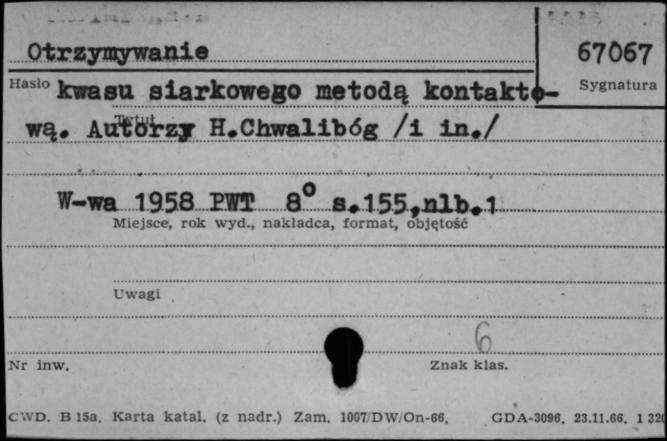 Otrzymywanie 67067
Hasło kwasu siarkowego metodą kontakto- Sygnatura
Tytuł
wą. Autorzy H.Chwalibóg /i in./
W-wa 1958 PWT 8° s.155,nlb.1
Miejsce, rok wyd., nakładca, format, objętość
Uwagi
6
Nr inw. Znak klas.
CWD. B 15a. Karta katal. (z nadr.) Zam. 1007/DW/On-66. GDA-3096. 23.11.66. 1 320